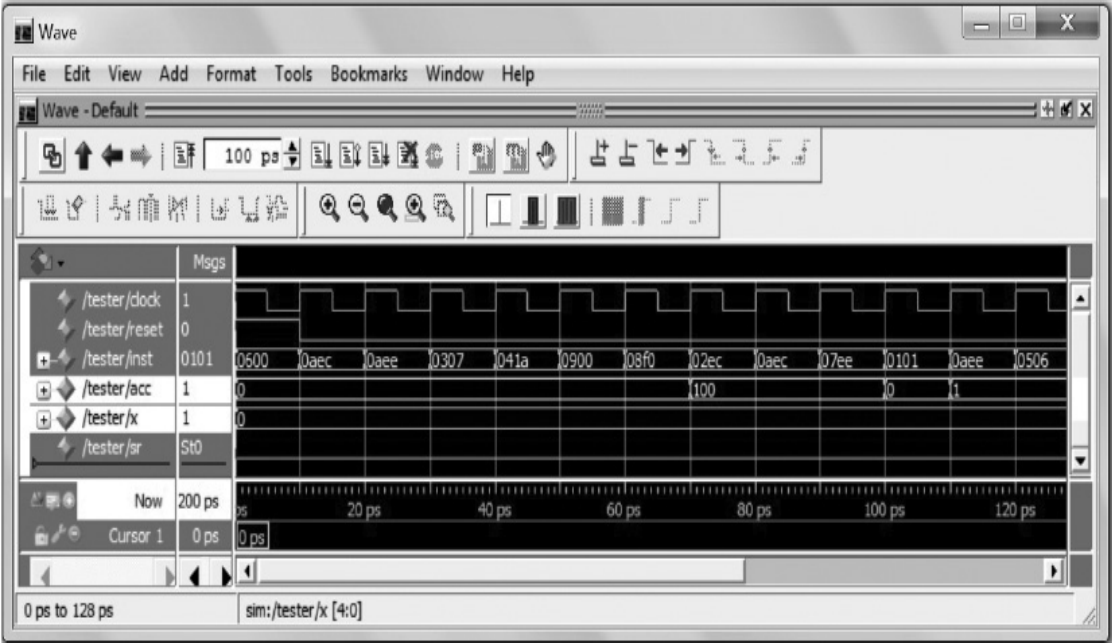 Wave
File Edit View Add Format Tools Bookmarks Window Help
Wave - Default
100 ps
Msgs
/tester/clock 1
/tester/reset 0
/tester/inst 0101 0600 0aec 0aee 0307 041a 0900 08f0 02ec 0aec 07ee 0101 0aee 0506
/tester/acc 1 0 100 0 1
/tester/x 1 0
/tester/sr St0
Now 200 ps ps 20 ps 40 ps 60 ps 80 ps 100 ps 120 ps
Cursor 1 0 ps 0 ps
0 ps to 128 ps sim:/tester/x [4:0]